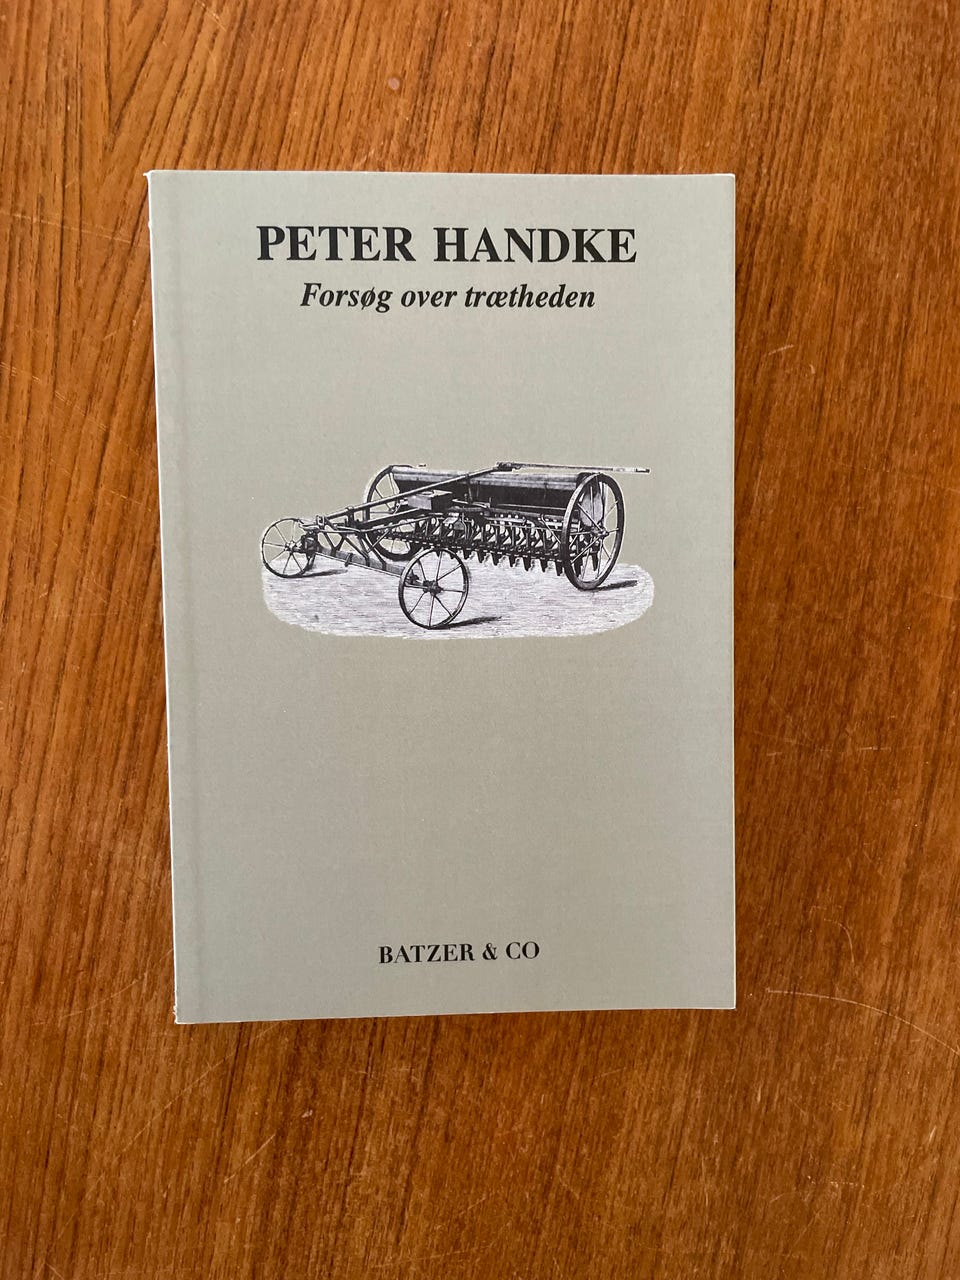 PETER HANDKE
Forsøg over trætheden
BATZER & CO